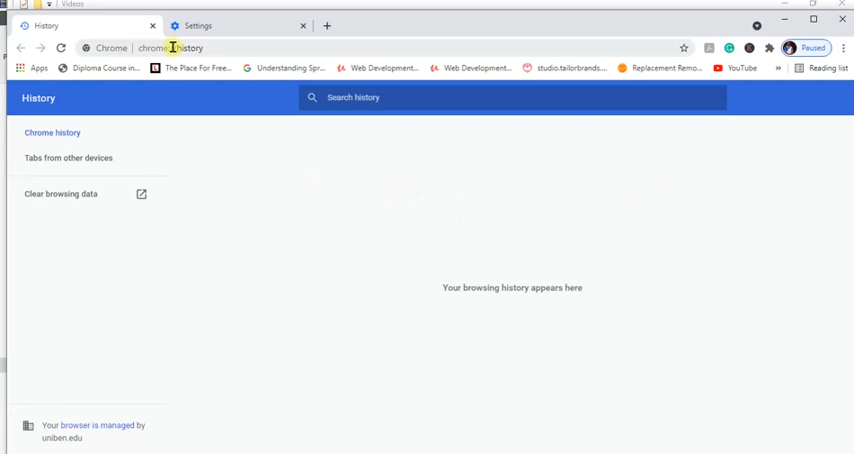 Videos
History
Settings
Chrome | chrome://history
Paused
Apps
Diploma Course in...
The Place For Free...
Understanding Spr...
Web Development...
Web Development...
studio.tailorbrands....
Replacement Remo...
YouTube
»
Reading list
History
Search history
Chrome history
Tabs from other devices
Clear browsing data
Your browsing history appears here
Your browser is managed by
uniben.edu